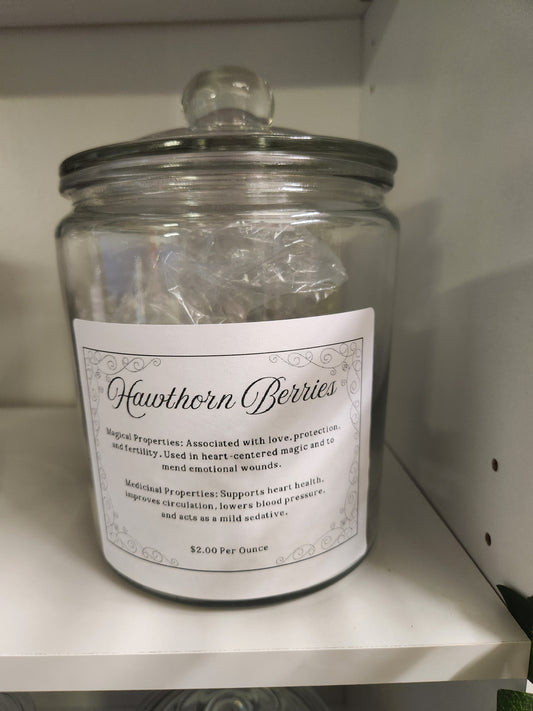 Hawthorn Berries
Magical Properties: Associated with love, protection,
and fertility. Used in heart-centered magic and to
mend emotional wounds.
Medicinal Properties: Supports heart health,
improves circulation, lowers blood pressure,
and acts as a mild sedative.
$2.00 Per Ounce